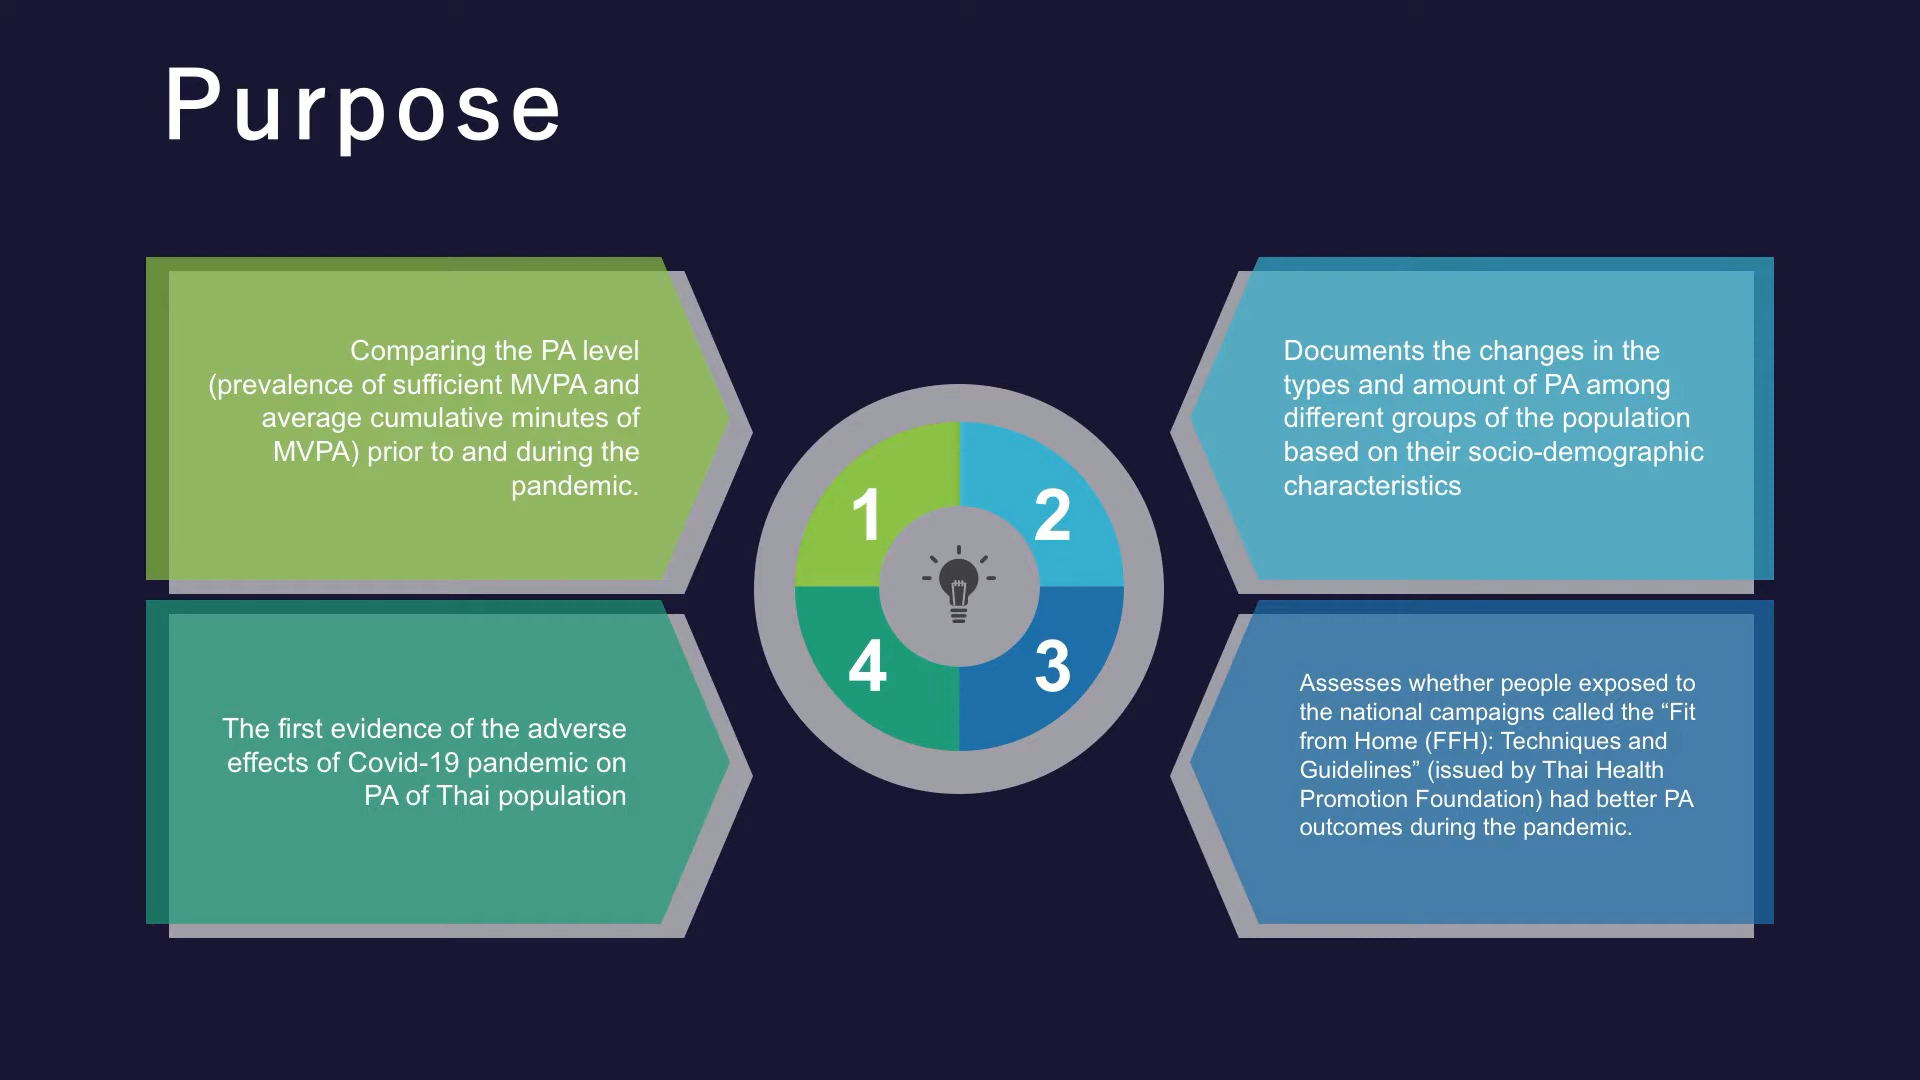 Purpose
Comparing the PA level
(prevalence of sufficient MVPA and
average cumulative minutes of
MVPA) prior to and during the
pandemic.
Documents the changes in the
types and amount of PA among
different groups of the population
based on their socio-demographic
characteristics
1
2
4
3
The first evidence of the adverse
effects of Covid-19 pandemic on
PA of Thai population
Assesses whether people exposed to
the national campaigns called the “Fit
from Home (FFH): Techniques and
Guidelines” (issued by Thai Health
Promotion Foundation) had better PA
outcomes during the pandemic.